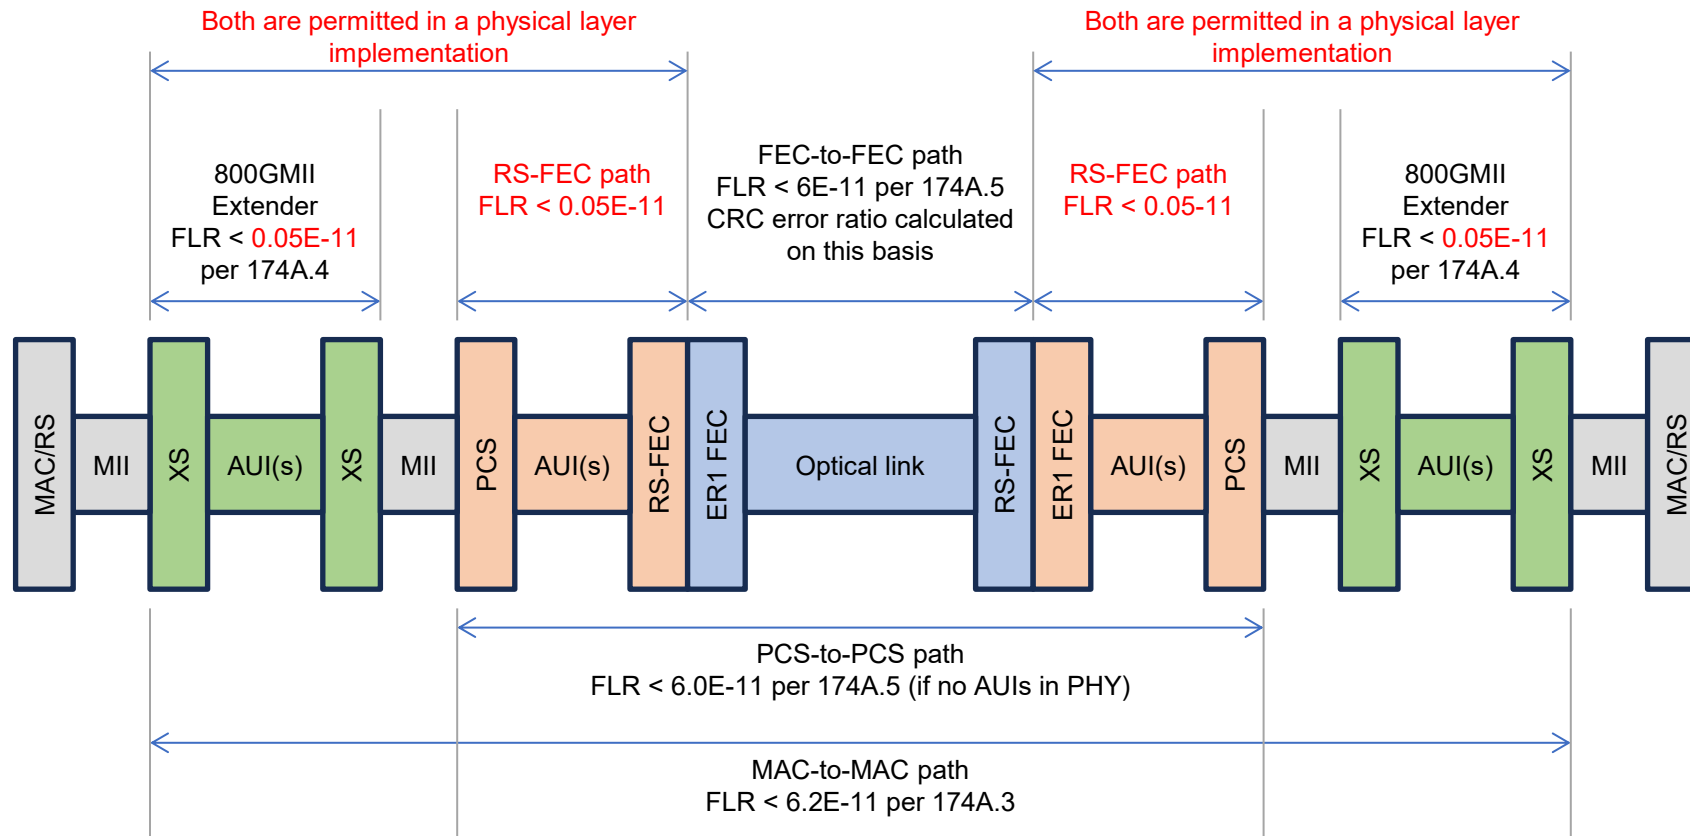 Both are permitted in a physical layer
implementation
Both are permitted in a physical layer
implementation
800GMII
Extender
FLR < 0.05E-11
per 174A.4
RS-FEC path
FLR < 0.05E-11
FEC-to-FEC path
FLR < 6E-11 per 174A.5
CRC error ratio calculated
on this basis
RS-FEC path
FLR < 0.05-11
800GMII
Extender
FLR < 0.05E-11
per 174A.4
MAC/RS
MII
XS
AUI(s)
XS
MII
PCS
AUI(s)
RS-FEC
ER1 FEC
Optical link
RS-FEC
ER1 FEC
AUI(s)
PCS
MII
XS
AUI(s)
XS
MII
MAC/RS
PCS-to-PCS path
FLR < 6.0E-11 per 174A.5 (if no AUIs in PHY)
MAC-to-MAC path
FLR < 6.2E-11 per 174A.3